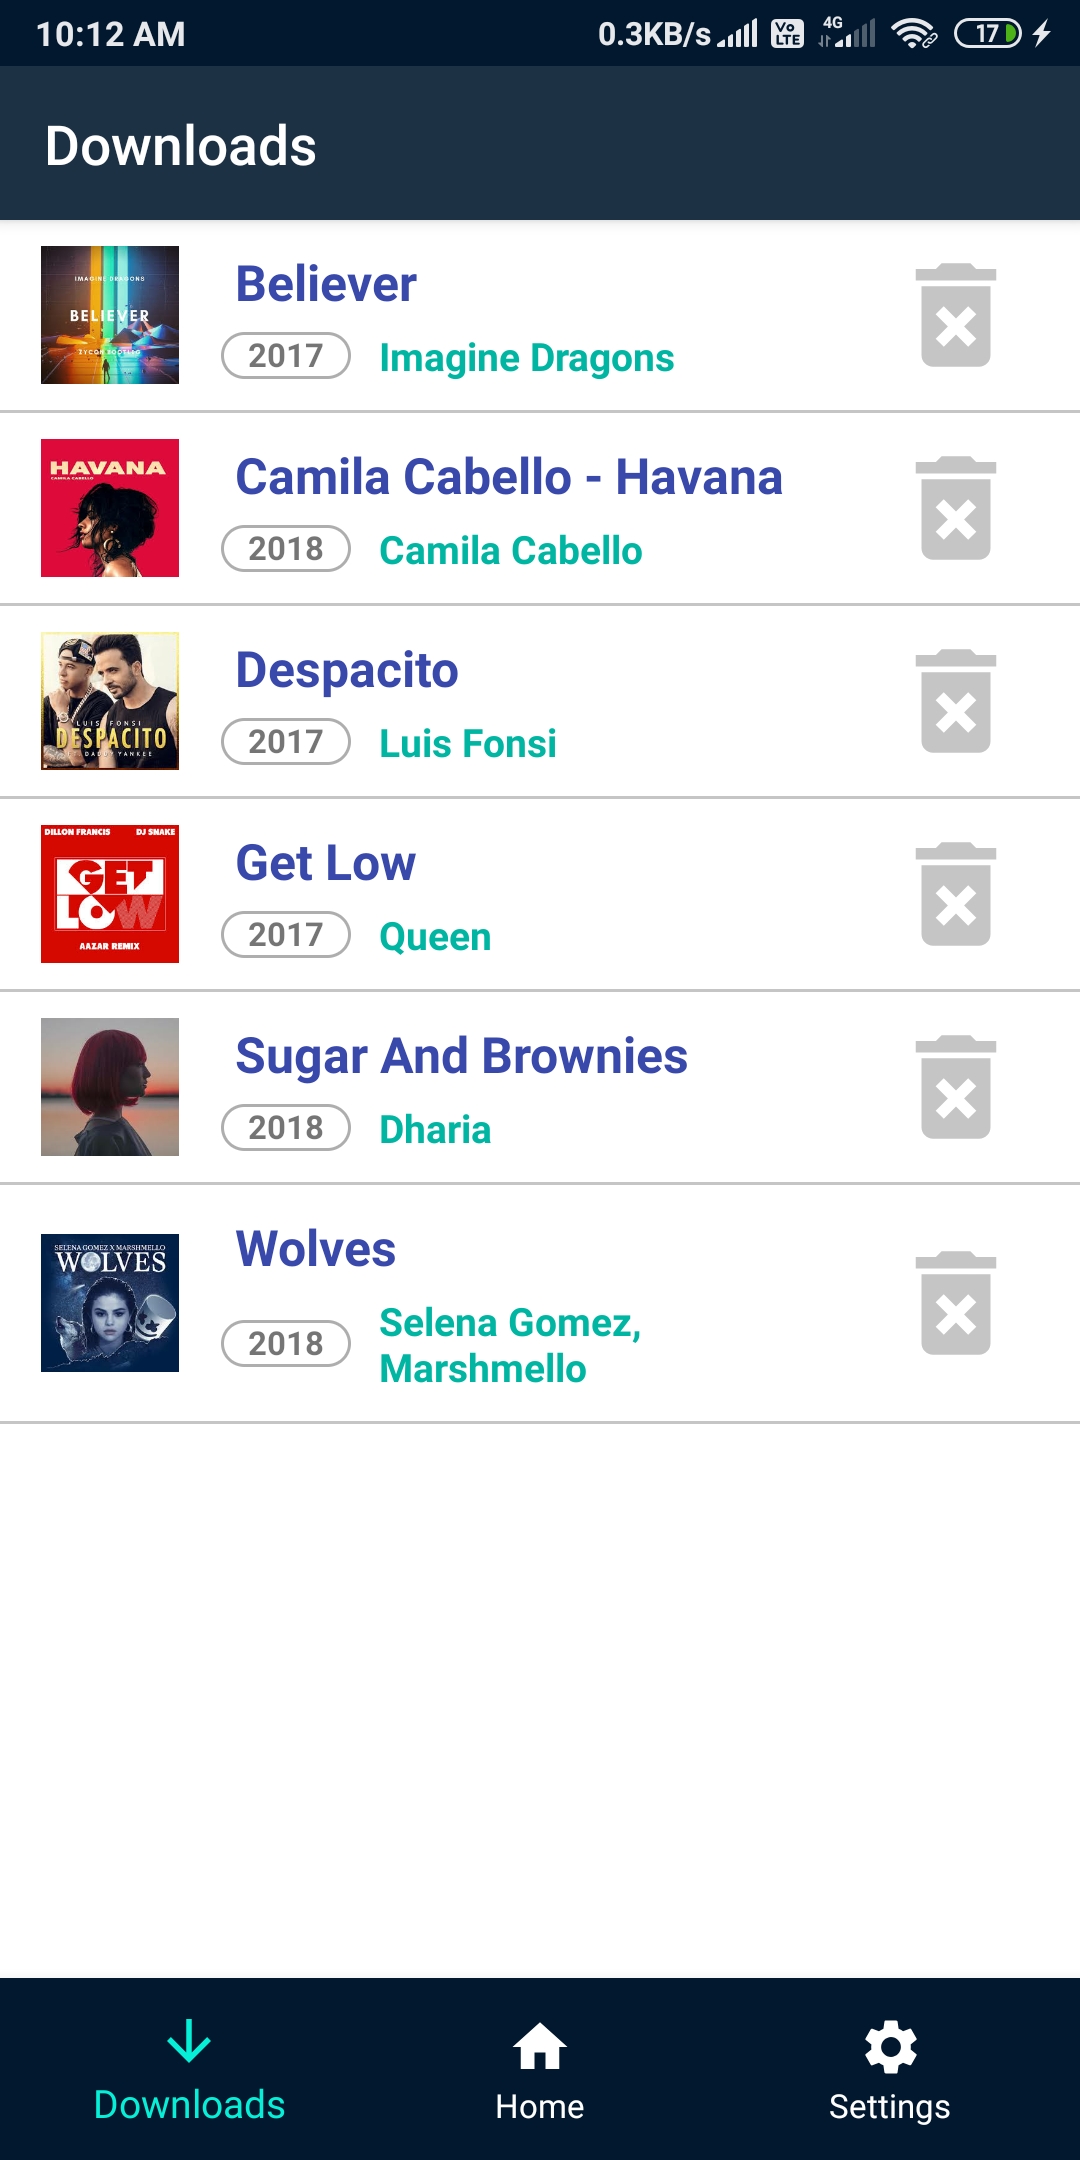 10:12 AM 0.3KB/s Vo LTE 4G 17
Downloads
IMAGINE DRAGONS
BELIEVER
ZYCON BOOTLEG
Believer
2017 Imagine Dragons
HAVANA
CAMILA CABELLO
Camila Cabello - Havana
2018 Camila Cabello
LUIS FONSI
DESPACITO
DADDY YANKEE
Despacito
2017 Luis Fonsi
DILLON FRANCIS DJ SNAKE
GET
LOW
AAZAR REMIX
Get Low
2017 Queen
Sugar And Brownies
2018 Dharia
SELENA GOMEZ X MARSHMELLO
WOLVES
Wolves
2018 Selena Gomez,
Marshmello
Downloads Home Settings